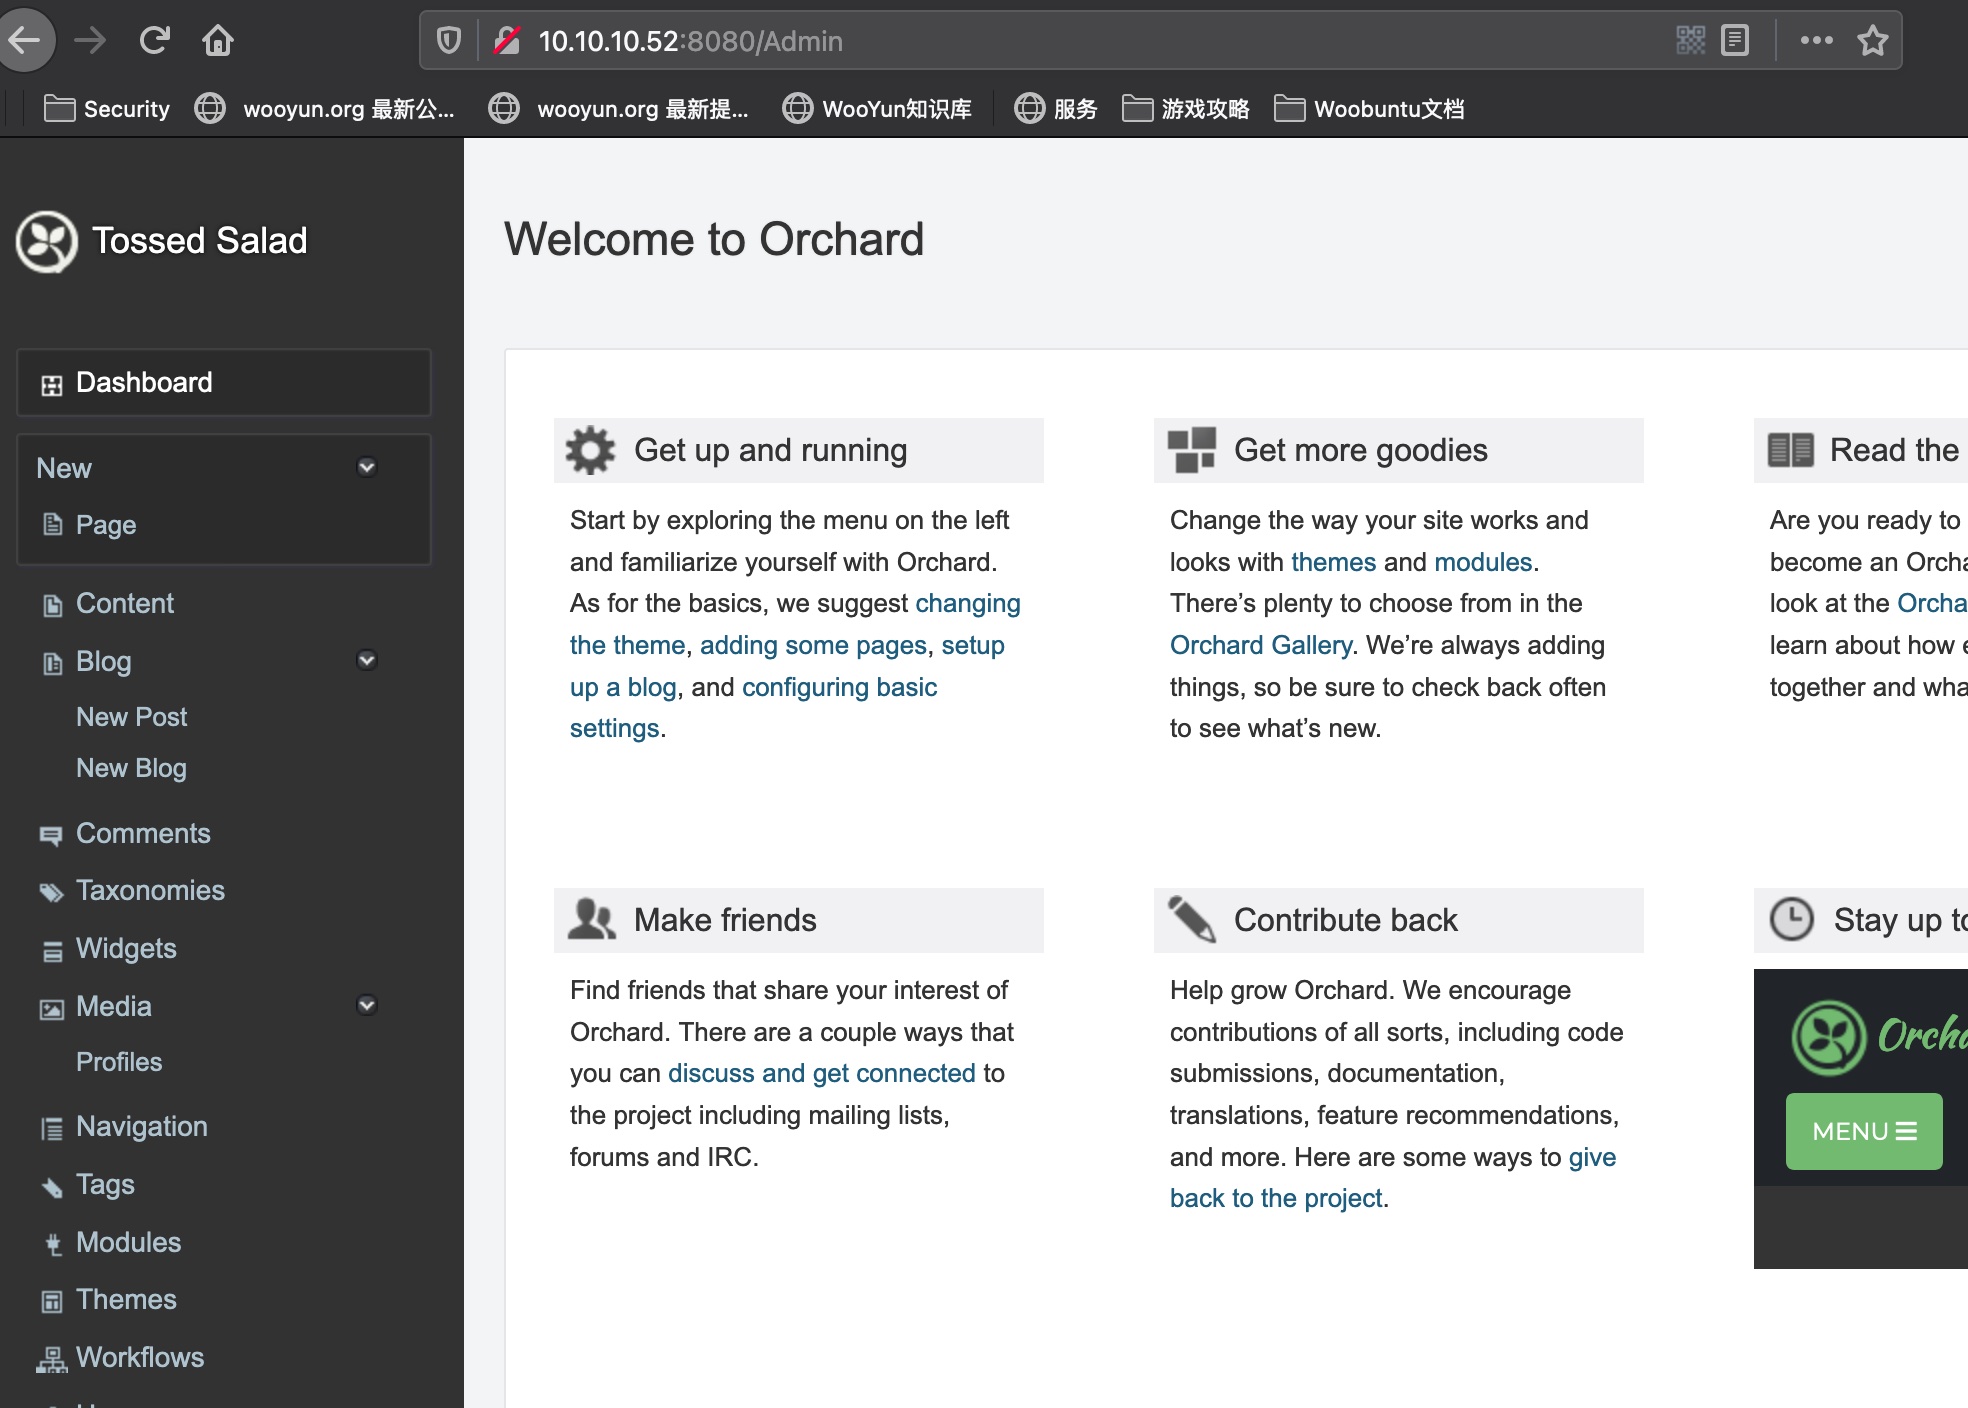 10.10.10.52:8080/Admin
Security
wooyun.org 最新公...
wooyun.org 最新提...
WooYun知识库
服务
游戏攻略
Woobuntu文档
Tossed Salad
Dashboard
New
Page
Content
Blog
New Post
New Blog
Comments
Taxonomies
Widgets
Media
Profiles
Navigation
Tags
Modules
Themes
Workflows
Welcome to Orchard
Get up and running
Start by exploring the menu on the left
and familiarize yourself with Orchard.
As for the basics, we suggest changing
the theme, adding some pages, setup
up a blog, and configuring basic
settings.
Get more goodies
Change the way your site works and
looks with themes and modules.
There’s plenty to choose from in the
Orchard Gallery. We’re always adding
things, so be sure to check back often
to see what’s new.
Read the
Are you ready to
become an Orcha
look at the Orcha
learn about how e
together and wha
Make friends
Find friends that share your interest of
Orchard. There are a couple ways that
you can discuss and get connected to
the project including mailing lists,
forums and IRC.
Contribute back
Help grow Orchard. We encourage
contributions of all sorts, including code
submissions, documentation,
translations, feature recommendations,
and more. Here are some ways to give
back to the project.
Stay up to
Orcha
MENU